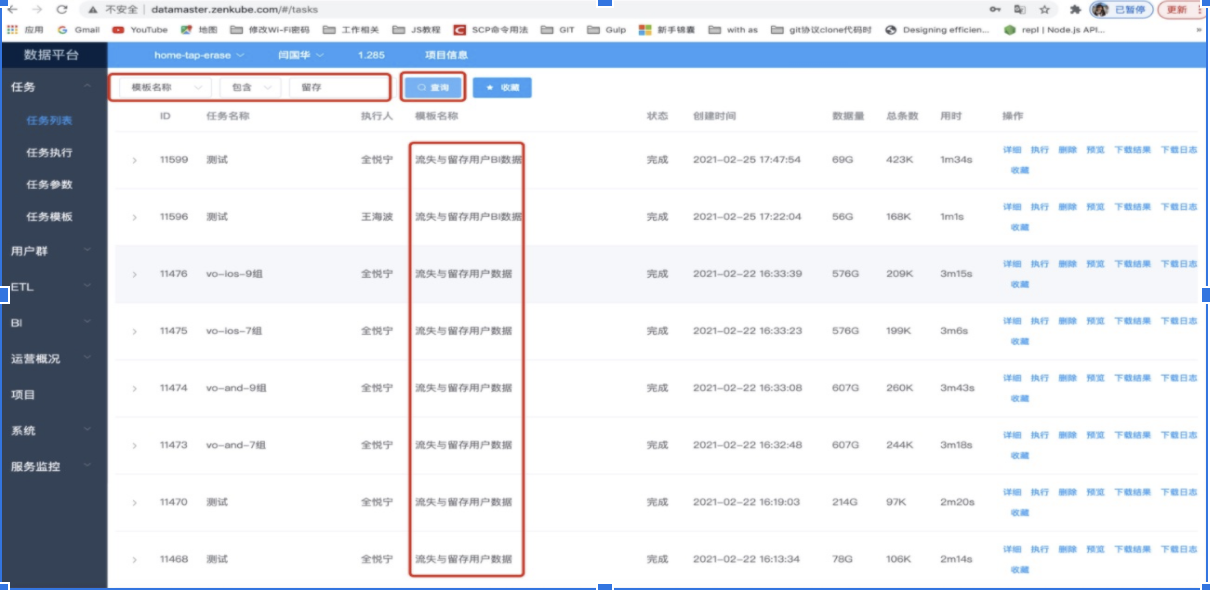 不安全 | datamaster.zenkube.com/#/tasks 已暂停 更新
应用 Gmail YouTube 地图 修改Wi-Fi密码 工作相关 JS教程 SCP命令用法 GIT Gulp 新手锦囊 with as git协议clone代码时 Designing efficien... repl | Node.js API... »
数据平台 home-tap-erase 闫国华 1.285 项目信息
任务 模板名称 包含 留存 查询 收藏
ID 任务名称 执行人 模板名称 状态 创建时间 数据量 总条数 用时 操作
任务列表
任务执行
任务参数
任务模板
用户群
ETL
BI
运营概况
项目
系统
服务监控
11599 测试 全悦宁 流失与留存用户BI数据 完成 2021-02-25 17:47:54 69G 423K 1m34s 详细 执行 删除 预览 下载结果 下载日志
收藏
11596 测试 王海波 流失与留存用户BI数据 完成 2021-02-25 17:22:04 56G 168K 1m1s 详细 执行 删除 预览 下载结果 下载日志
收藏
11476 vo-ios-9组 全悦宁 流失与留存用户数据 完成 2021-02-22 16:33:39 576G 209K 3m15s 详细 执行 删除 预览 下载结果 下载日志
收藏
11475 vo-ios-7组 全悦宁 流失与留存用户数据 完成 2021-02-22 16:33:23 576G 199K 3m6s 详细 执行 删除 预览 下载结果 下载日志
收藏
11474 vo-and-9组 全悦宁 流失与留存用户数据 完成 2021-02-22 16:33:08 607G 260K 3m43s 详细 执行 删除 预览 下载结果 下载日志
收藏
11473 vo-and-7组 全悦宁 流失与留存用户数据 完成 2021-02-22 16:32:48 607G 244K 3m18s 详细 执行 删除 预览 下载结果 下载日志
收藏
11470 测试 全悦宁 流失与留存用户数据 完成 2021-02-22 16:19:03 214G 97K 2m20s 详细 执行 删除 预览 下载结果 下载日志
收藏
11468 测试 全悦宁 流失与留存用户数据 完成 2021-02-22 16:13:34 78G 106K 2m14s 详细 执行 删除 预览 下载结果 下载日志
收藏